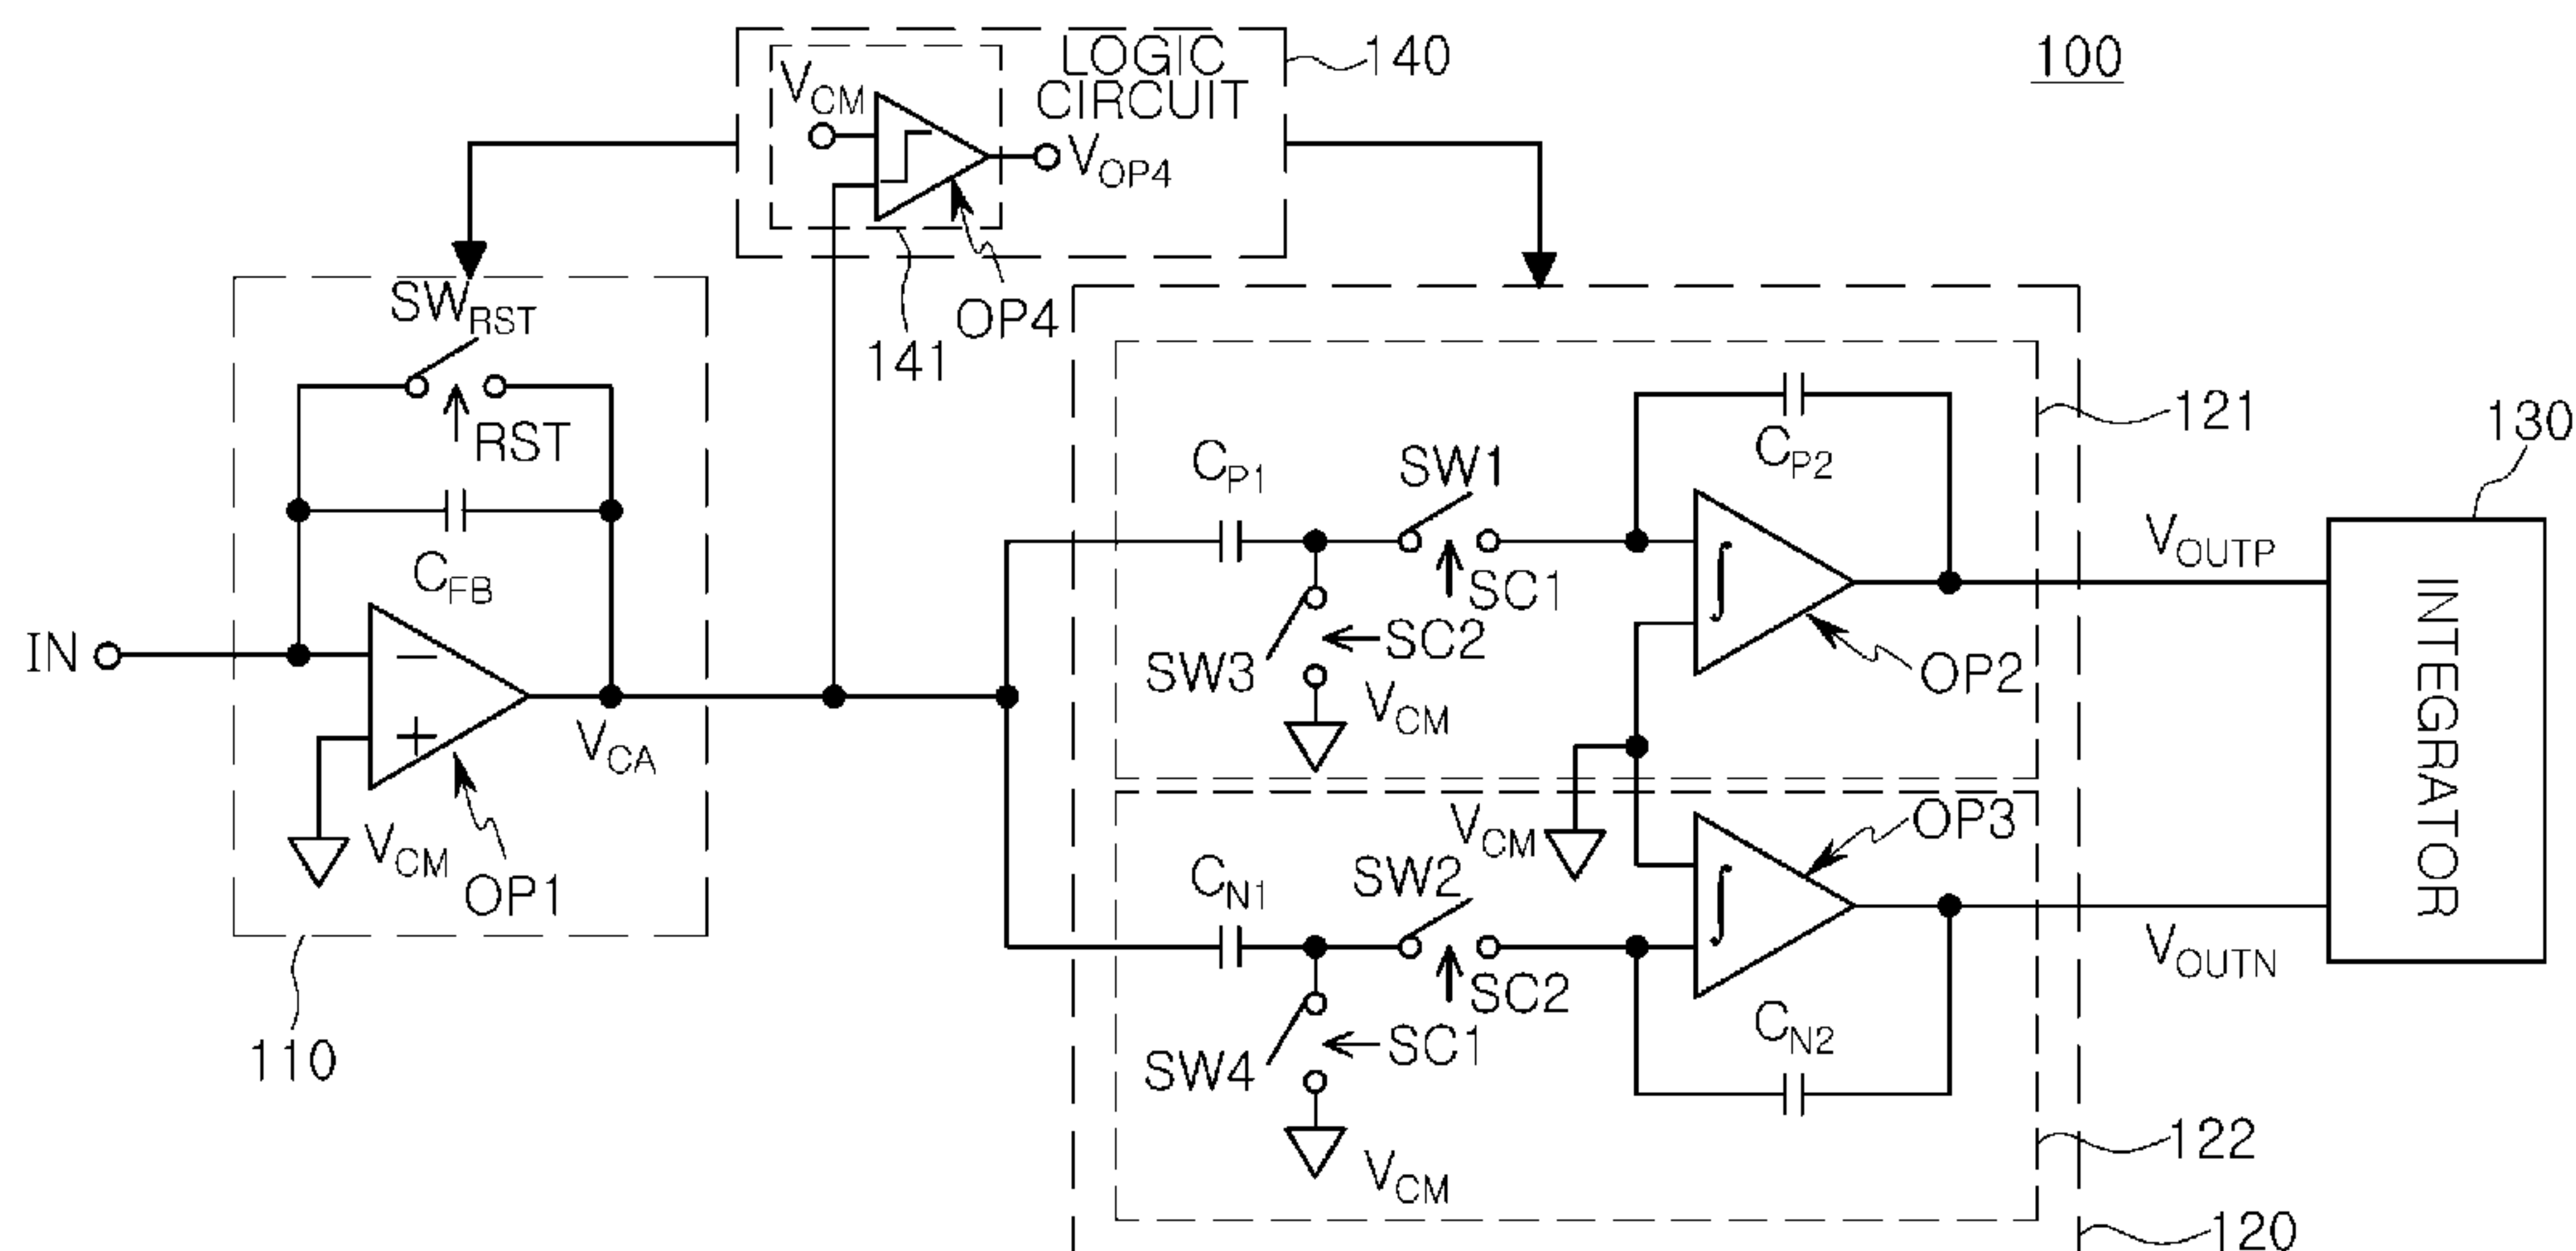 100
LOGIC
CIRCUIT
140
VCM
VOP4
OP4
141
SWRST
RST
CFB
IN
−
+
VCA
VCM
OP1
110
CP1
SW1
SC1
SW3
SC2
VCM
CP2
∫
OP2
121
VOUTP
130
INTEGRATOR
VCM
OP3
∫
CN1
SW2
SC2
SW4
SC1
VCM
CN2
VOUTN
122
120